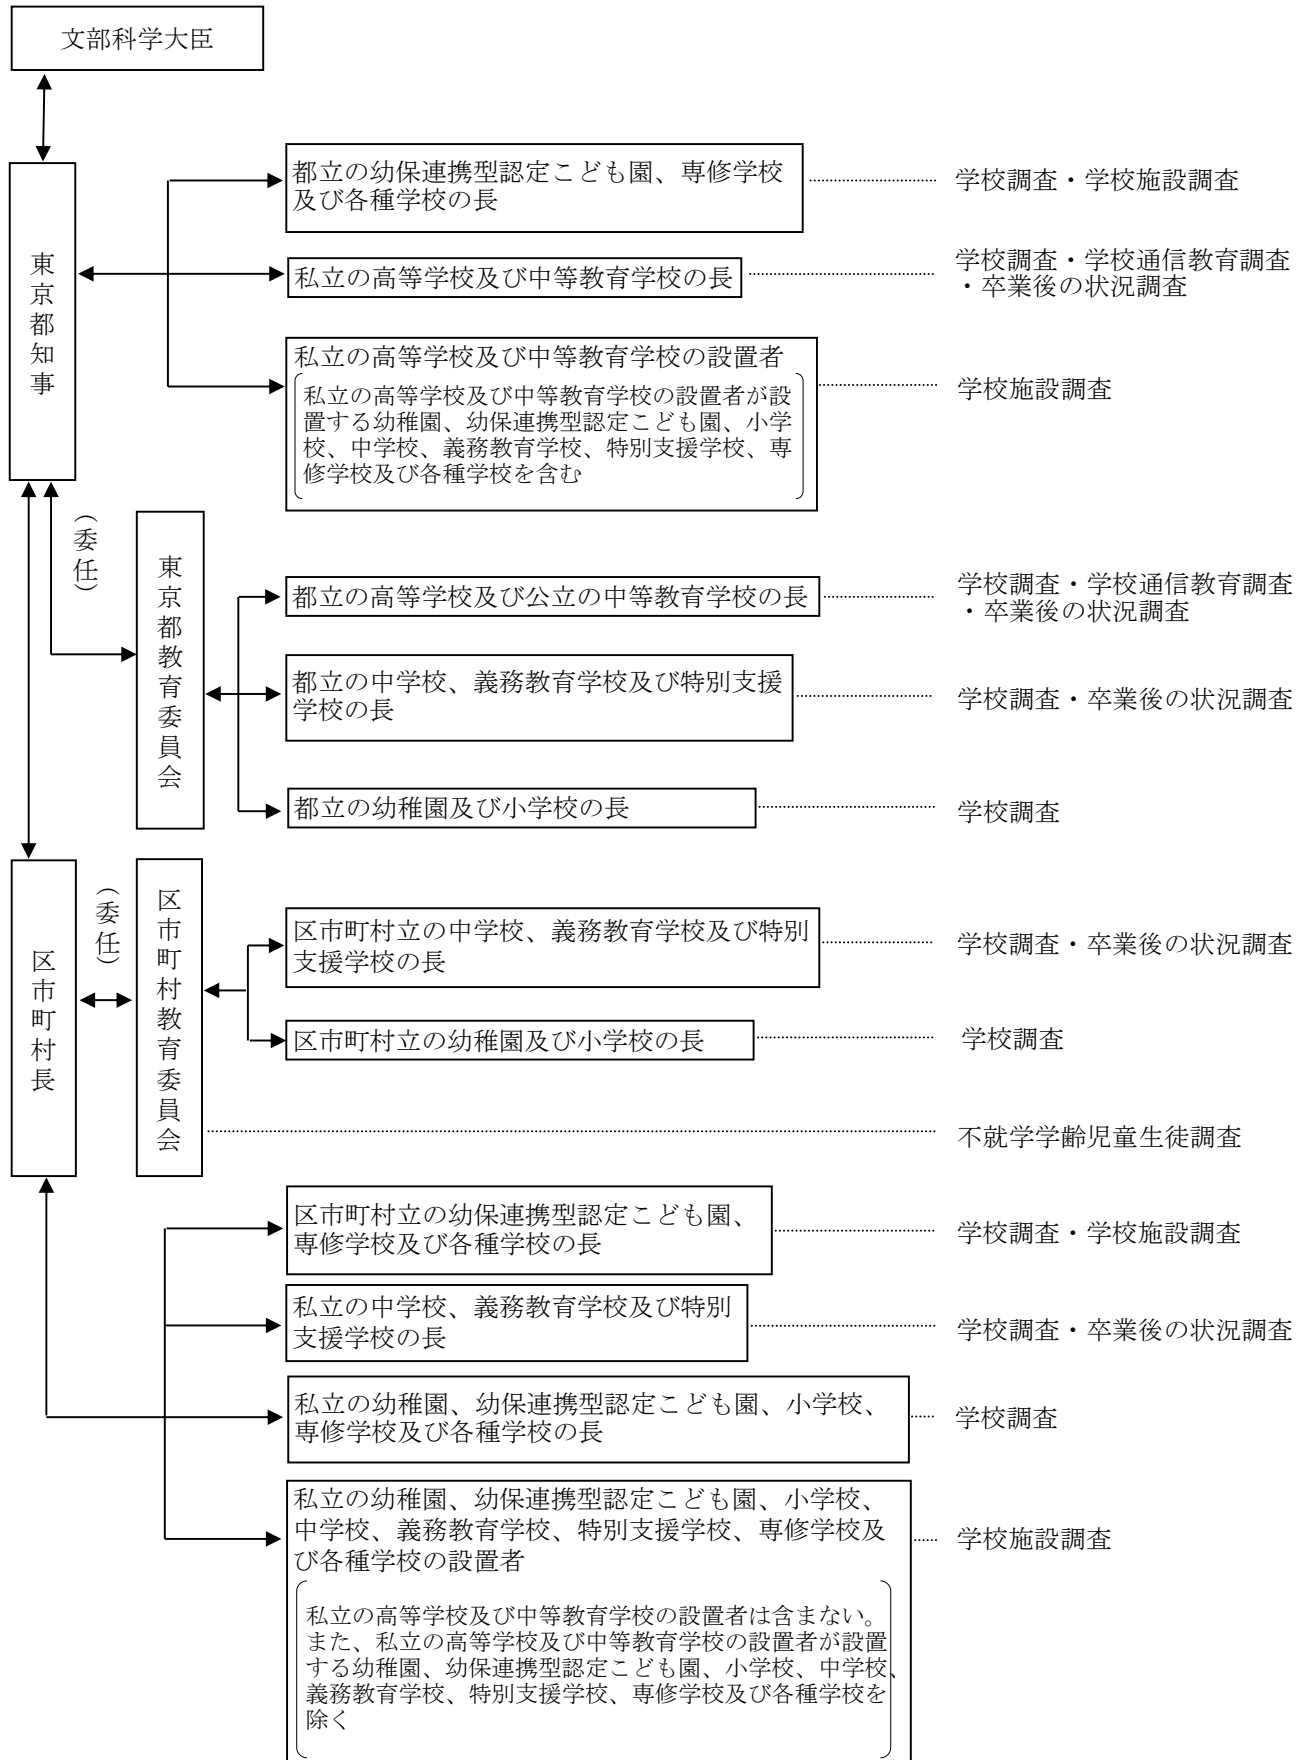 文部科学大臣
東京都知事
都立の幼保連携型認定こども園、専修学校
及び各種学校の長
学校調査・学校施設調査
私立の高等学校及び中等教育学校の長
学校調査・学校通信教育調査
・卒業後の状況調査
私立の高等学校及び中等教育学校の設置者
私立の高等学校及び中等教育学校の設置者が設
置する幼稚園、幼保連携型認定こども園、小学
校、中学校、義務教育学校、特別支援学校、専
修学校及び各種学校を含む
学校施設調査
(委任)
東京都教育委員会
都立の高等学校及び公立の中等教育学校の長
学校調査・学校通信教育調査
・卒業後の状況調査
都立の中学校、義務教育学校及び特別支援
学校の長
学校調査・卒業後の状況調査
都立の幼稚園及び小学校の長
学校調査
区市町村長
(委任)
区市町村教育委員会
区市町村立の中学校、義務教育学校及び特別
支援学校の長
学校調査・卒業後の状況調査
区市町村立の幼稚園及び小学校の長
学校調査
不就学学齢児童生徒調査
区市町村立の幼保連携型認定こども園、
専修学校及び各種学校の長
学校調査・学校施設調査
私立の中学校、義務教育学校及び特別
支援学校の長
学校調査・卒業後の状況調査
私立の幼稚園、幼保連携型認定こども園、小学校、
専修学校及び各種学校の長
学校調査
私立の幼稚園、幼保連携型認定こども園、小学校、
中学校、義務教育学校、特別支援学校、専修学校及
び各種学校の設置者
学校施設調査
私立の高等学校及び中等教育学校の設置者は含まない。
また、私立の高等学校及び中等教育学校の設置者が設置
する幼稚園、幼保連携型認定こども園、小学校、中学校、
義務教育学校、特別支援学校、専修学校及び各種学校を
除く